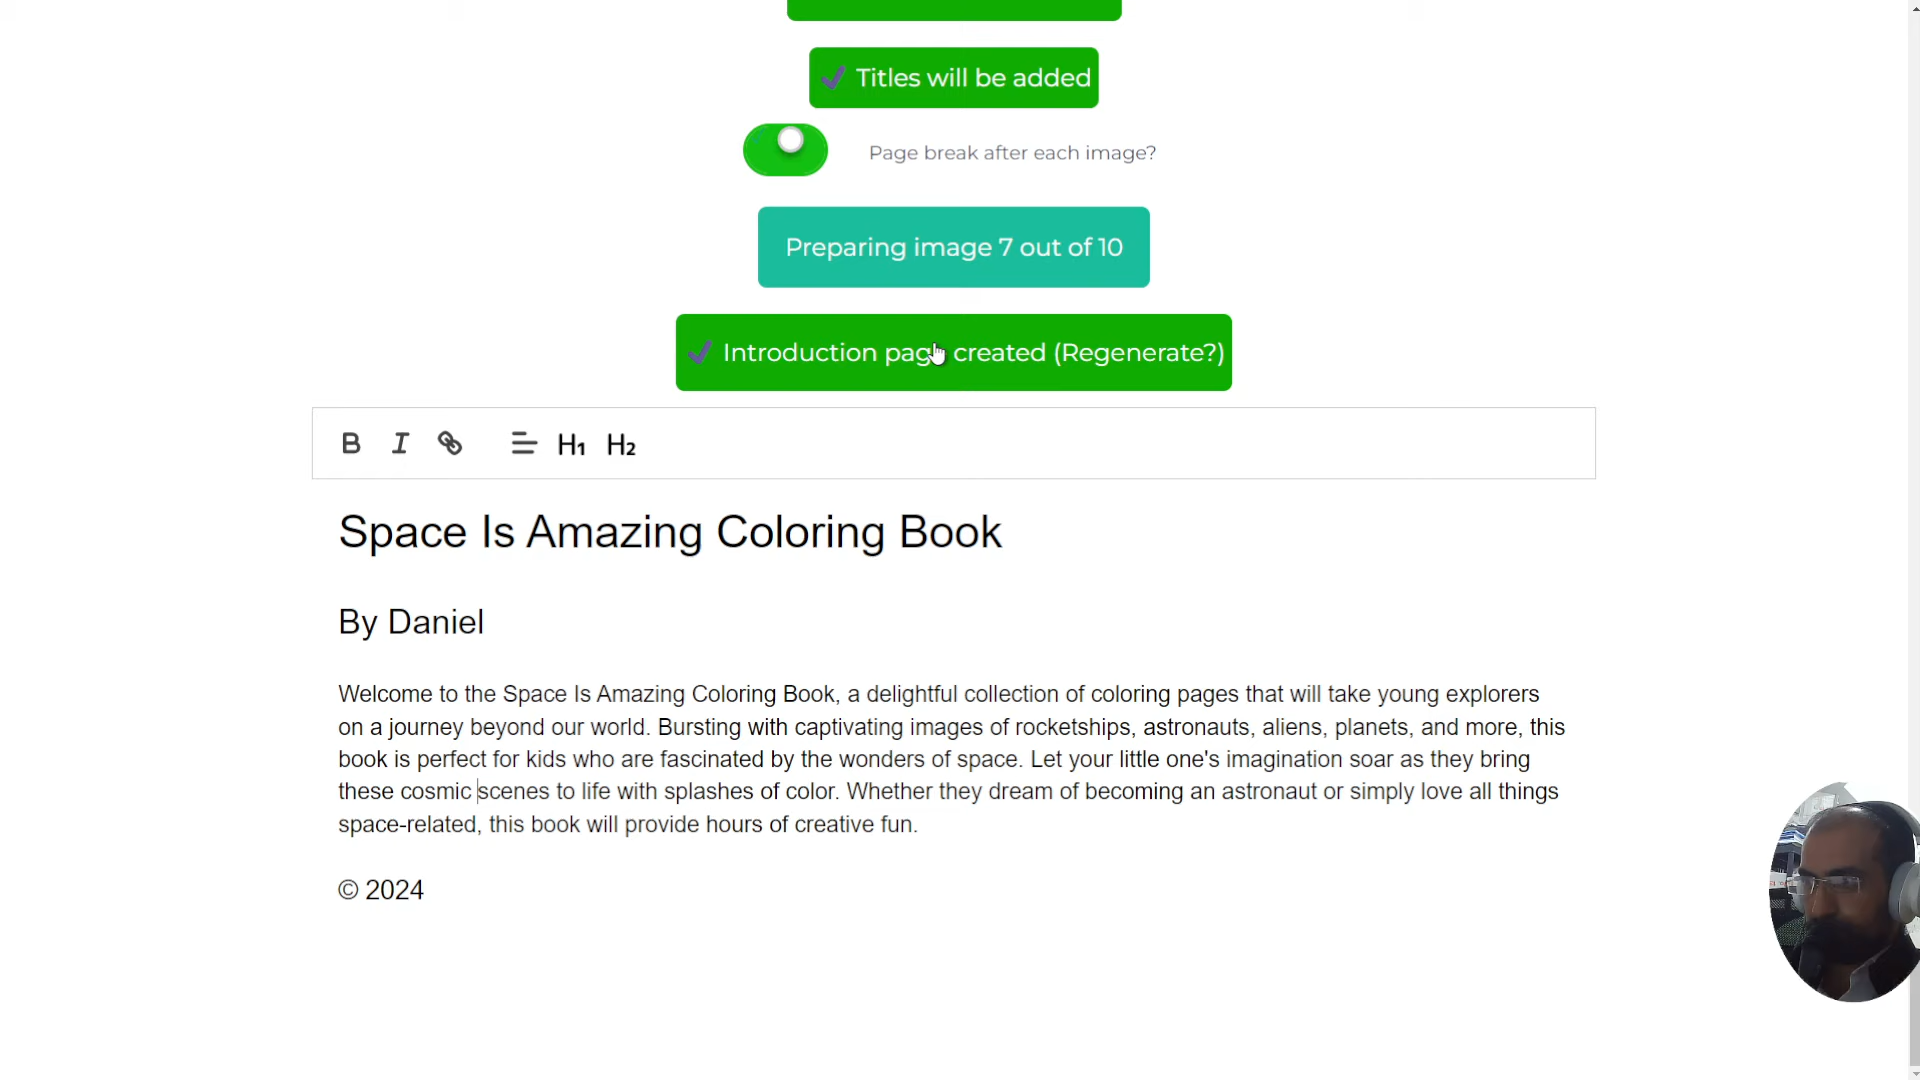 ✔ Titles will be added
Page break after each image?
Preparing image 7 out of 10
✔ Introduction page created (Regenerate?)
B I H1 H2
Space Is Amazing Coloring Book
By Daniel
Welcome to the Space Is Amazing Coloring Book, a delightful collection of coloring pages that will take young explorers
on a journey beyond our world. Bursting with captivating images of rocketships, astronauts, aliens, planets, and more, this
book is perfect for kids who are fascinated by the wonders of space. Let your little one's imagination soar as they bring
these cosmic scenes to life with splashes of color. Whether they dream of becoming an astronaut or simply love all things
space-related, this book will provide hours of creative fun.
© 2024